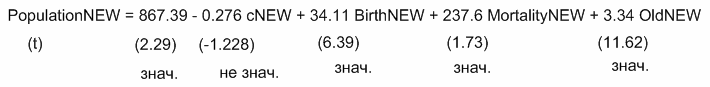 PopulationNEW = 867.39 - 0.276 cNEW + 34.11 BirthNEW + 237.6 MortalityNEW + 3.34 OldNEW
(t) (2.29) (-1.228) (6.39) (1.73) (11.62)
знач. не знач. знач. знач. знач.